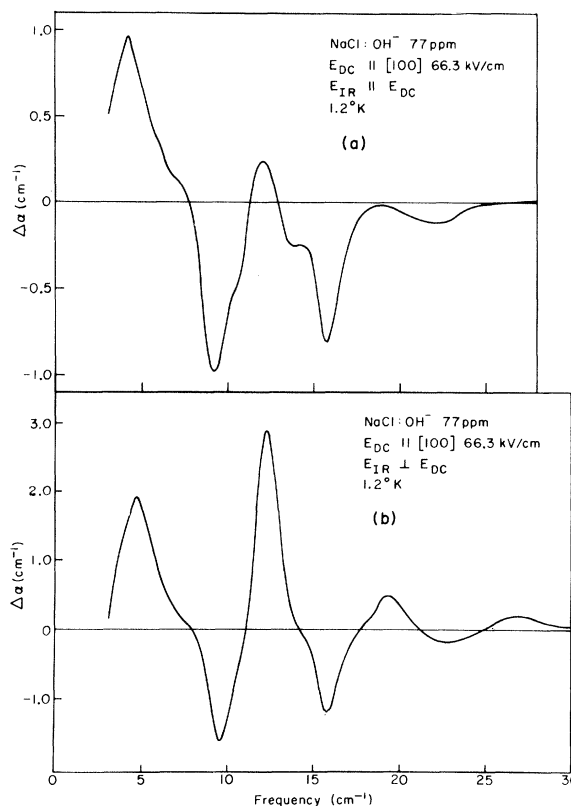 1.0
0.5
0
-0.5
-1.0
Δα (cm⁻¹)
NaCl: OH⁻ 77ppm
E_DC || [100] 66.3 kV/cm
E_IR || E_DC
1.2°K
(a)
3.0
2.0
1.0
0
-1.0
Δα (cm⁻¹)
NaCl: OH⁻ 77ppm
E_DC || [100] 66.3 kV/cm
E_IR ⊥ E_DC
1.2°K
(b)
0 5 10 15 20 25 30
Frequency (cm⁻¹)